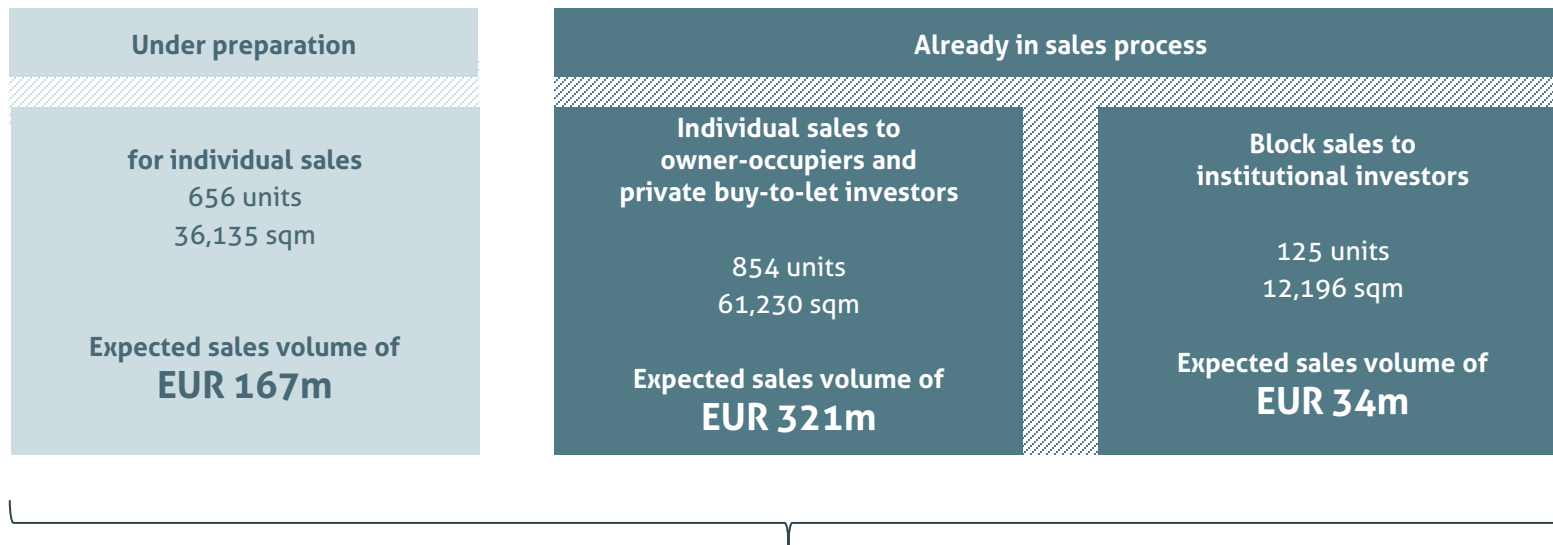 Under preparation
for individual sales
656 units
36,135 sqm
Expected sales volume of
EUR 167m
Already in sales process
Individual sales to
owner-occupiers and
private buy-to-let investors
854 units
61,230 sqm
Expected sales volume of
EUR 321m
Block sales to
institutional investors
125 units
12,196 sqm
Expected sales volume of
EUR 34m